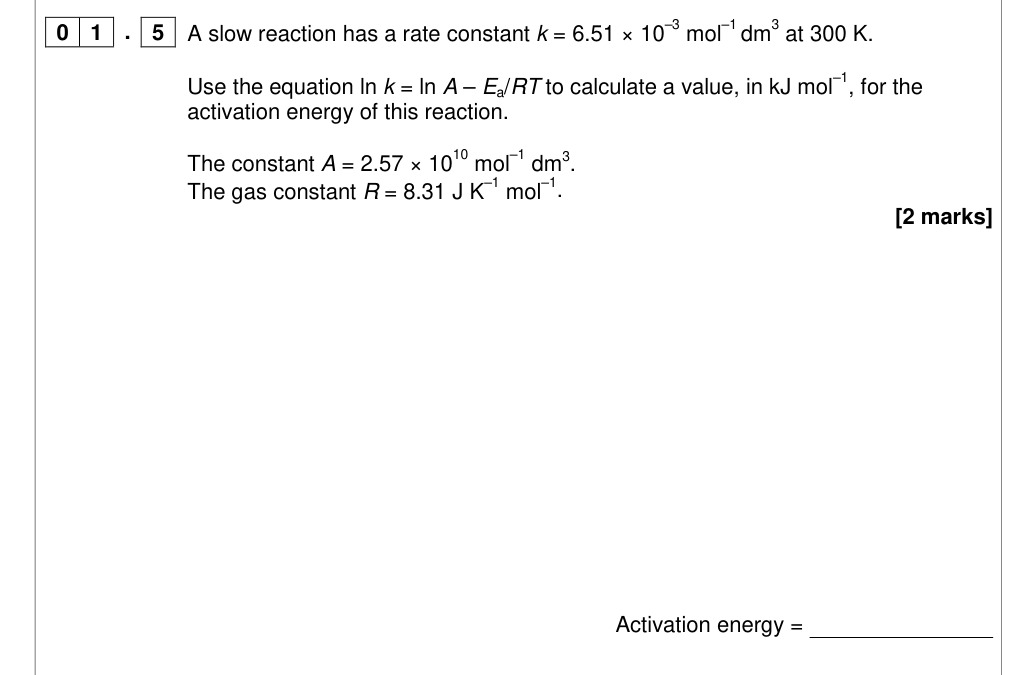 0 1 . 5 A slow reaction has a rate constant k = 6.51 × 10⁻³ mol⁻¹ dm³ at 300 K.
Use the equation ln k = ln A – Eₐ/RT to calculate a value, in kJ mol⁻¹, for the
activation energy of this reaction.
The constant A = 2.57 × 10¹⁰ mol⁻¹ dm³.
The gas constant R = 8.31 J K⁻¹ mol⁻¹.
[2 marks]
Activation energy =